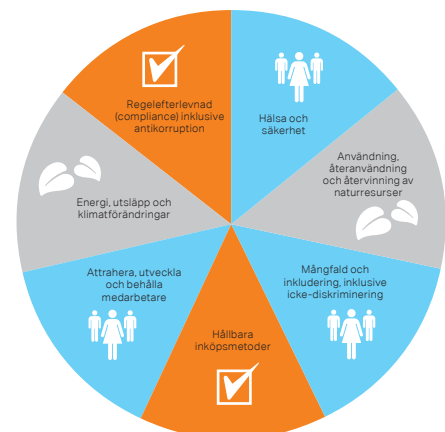 Regelefterlevnad
(compliance) inklusive
antikorruption
Hälsa och
säkerhet
Användning,
återanvändning
och återvinning av
naturresurser
Energi, utsläpp och
klimatförändringar
Mångfald och
inkludering, inklusive
icke-diskriminering
Attrahera, utveckla
och behålla
medarbetare
Hållbara
inköpsmetoder